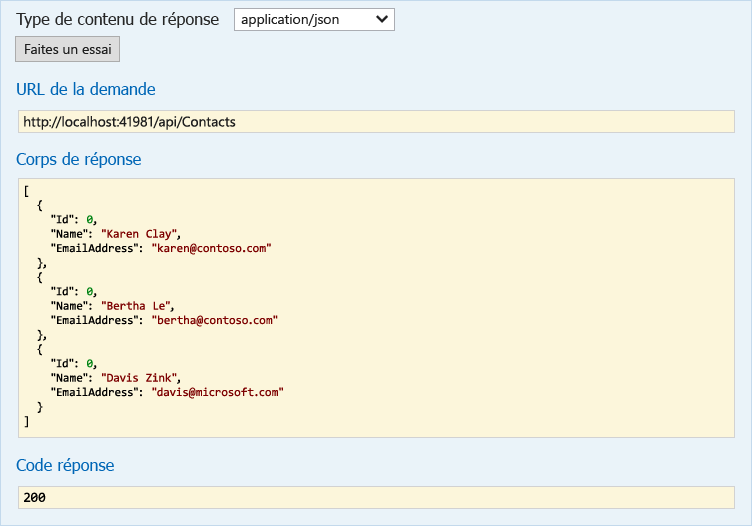 Type de contenu de réponse application/json
Faites un essai
URL de la demande
http://localhost:41981/api/Contacts
Corps de réponse
[
  {
    "Id": 0,
    "Name": "Karen Clay",
    "EmailAddress": "karen@contoso.com"
  },
  {
    "Id": 0,
    "Name": "Bertha Le",
    "EmailAddress": "bertha@contoso.com"
  },
  {
    "Id": 0,
    "Name": "Davis Zink",
    "EmailAddress": "davis@microsoft.com"
  }
]
Code réponse
200